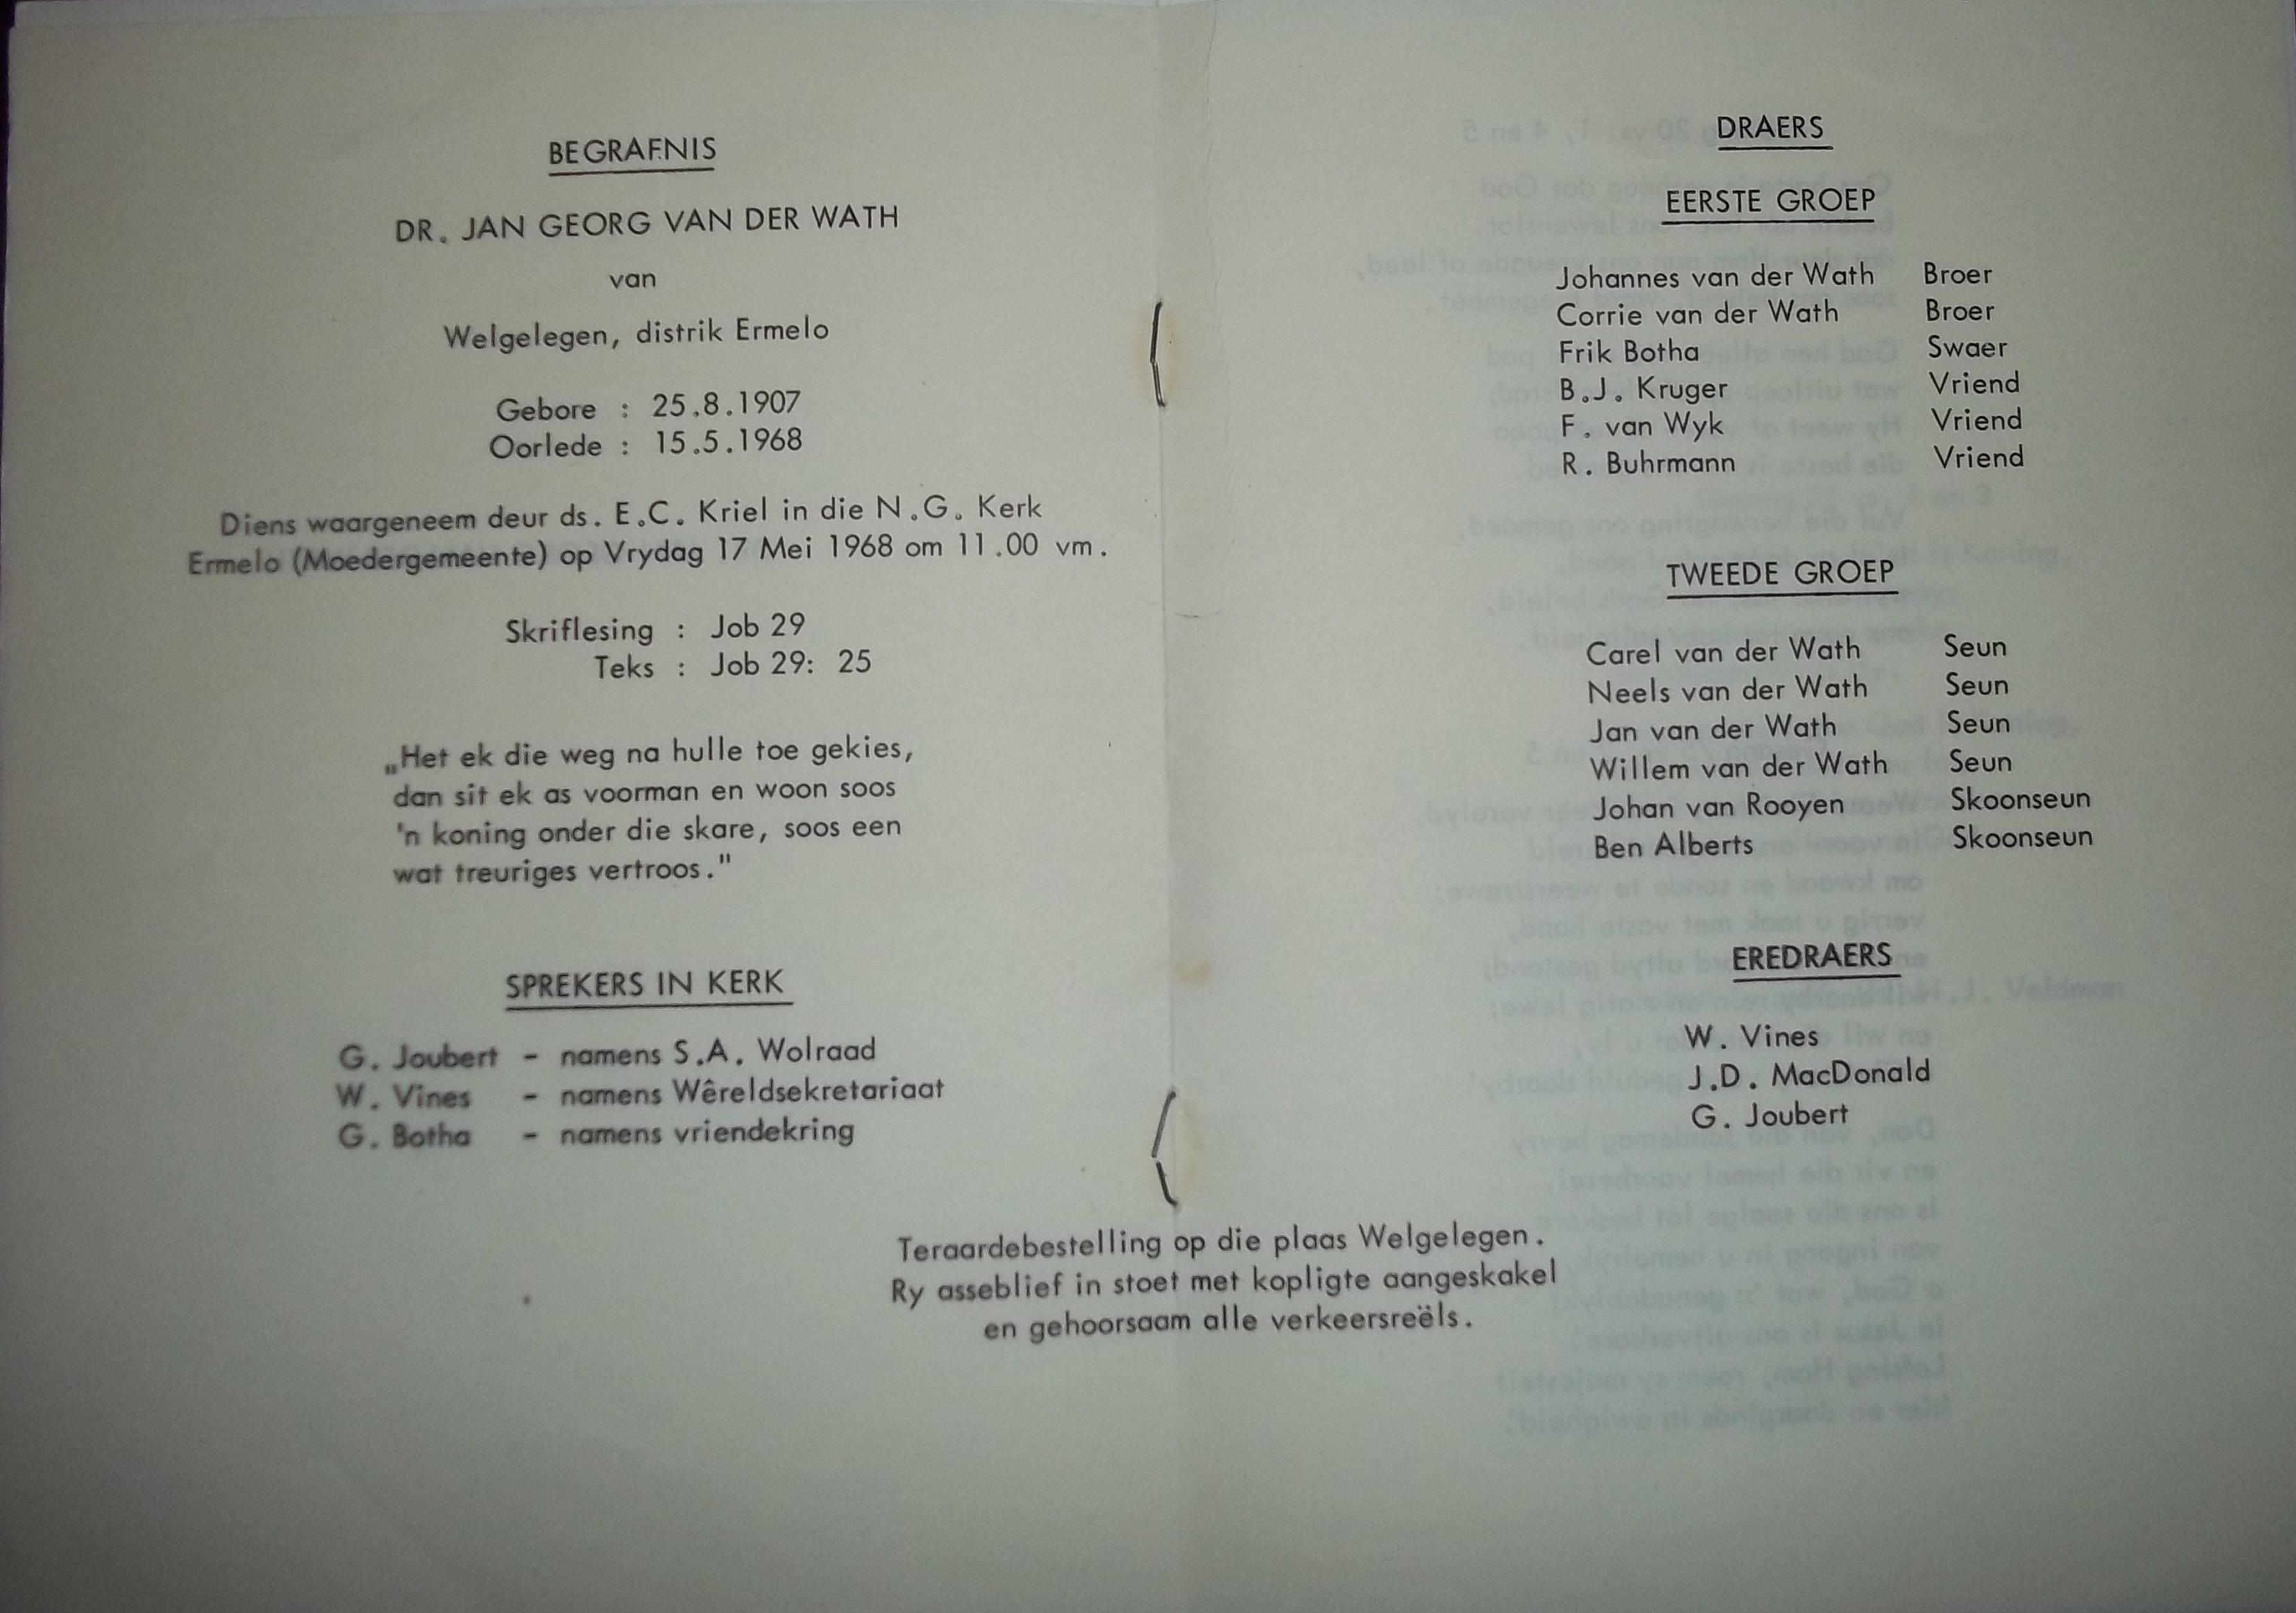 BEGRAFNIS
DR. JAN GEORG VAN DER WATH
van
Welgelegen, distrik Ermelo
Gebore : 25.8.1907
Oorlede : 15.5.1968
Diens waargeneem deur ds. E.C. Kriel in die N.G. Kerk
Ermelo (Moedergemeente) op Vrydag 17 Mei 1968 om 11.00 vm.
Skriflesing : Job 29
Teks : Job 29: 25
„Het ek die weg na hulle toe gekies,
dan sit ek as voorman en woon soos
'n koning onder die skare, soos een
wat treuriges vertroos."
SPREKERS IN KERK
G. Joubert - namens S.A. Wolraad
W. Vines - namens Wêreldsekretariaat
G. Botha - namens vriendekring
DRAERS
EERSTE GROEP
Johannes van der Wath Broer
Corrie van der Wath Broer
Frik Botha Swaer
B.J. Kruger Vriend
F. van Wyk Vriend
R. Buhrmann Vriend
TWEEDE GROEP
Carel van der Wath Seun
Neels van der Wath Seun
Jan van der Wath Seun
Willem van der Wath Seun
Johan van Rooyen Skoonseun
Ben Alberts Skoonseun
EREDRAERS
W. Vines
J.D. MacDonald
G. Joubert
Teraardebestelling op die plaas Welgelegen.
Ry asseblief in stoet met kopligte aangeskakel
en gehoorsaam alle verkeersreëls.